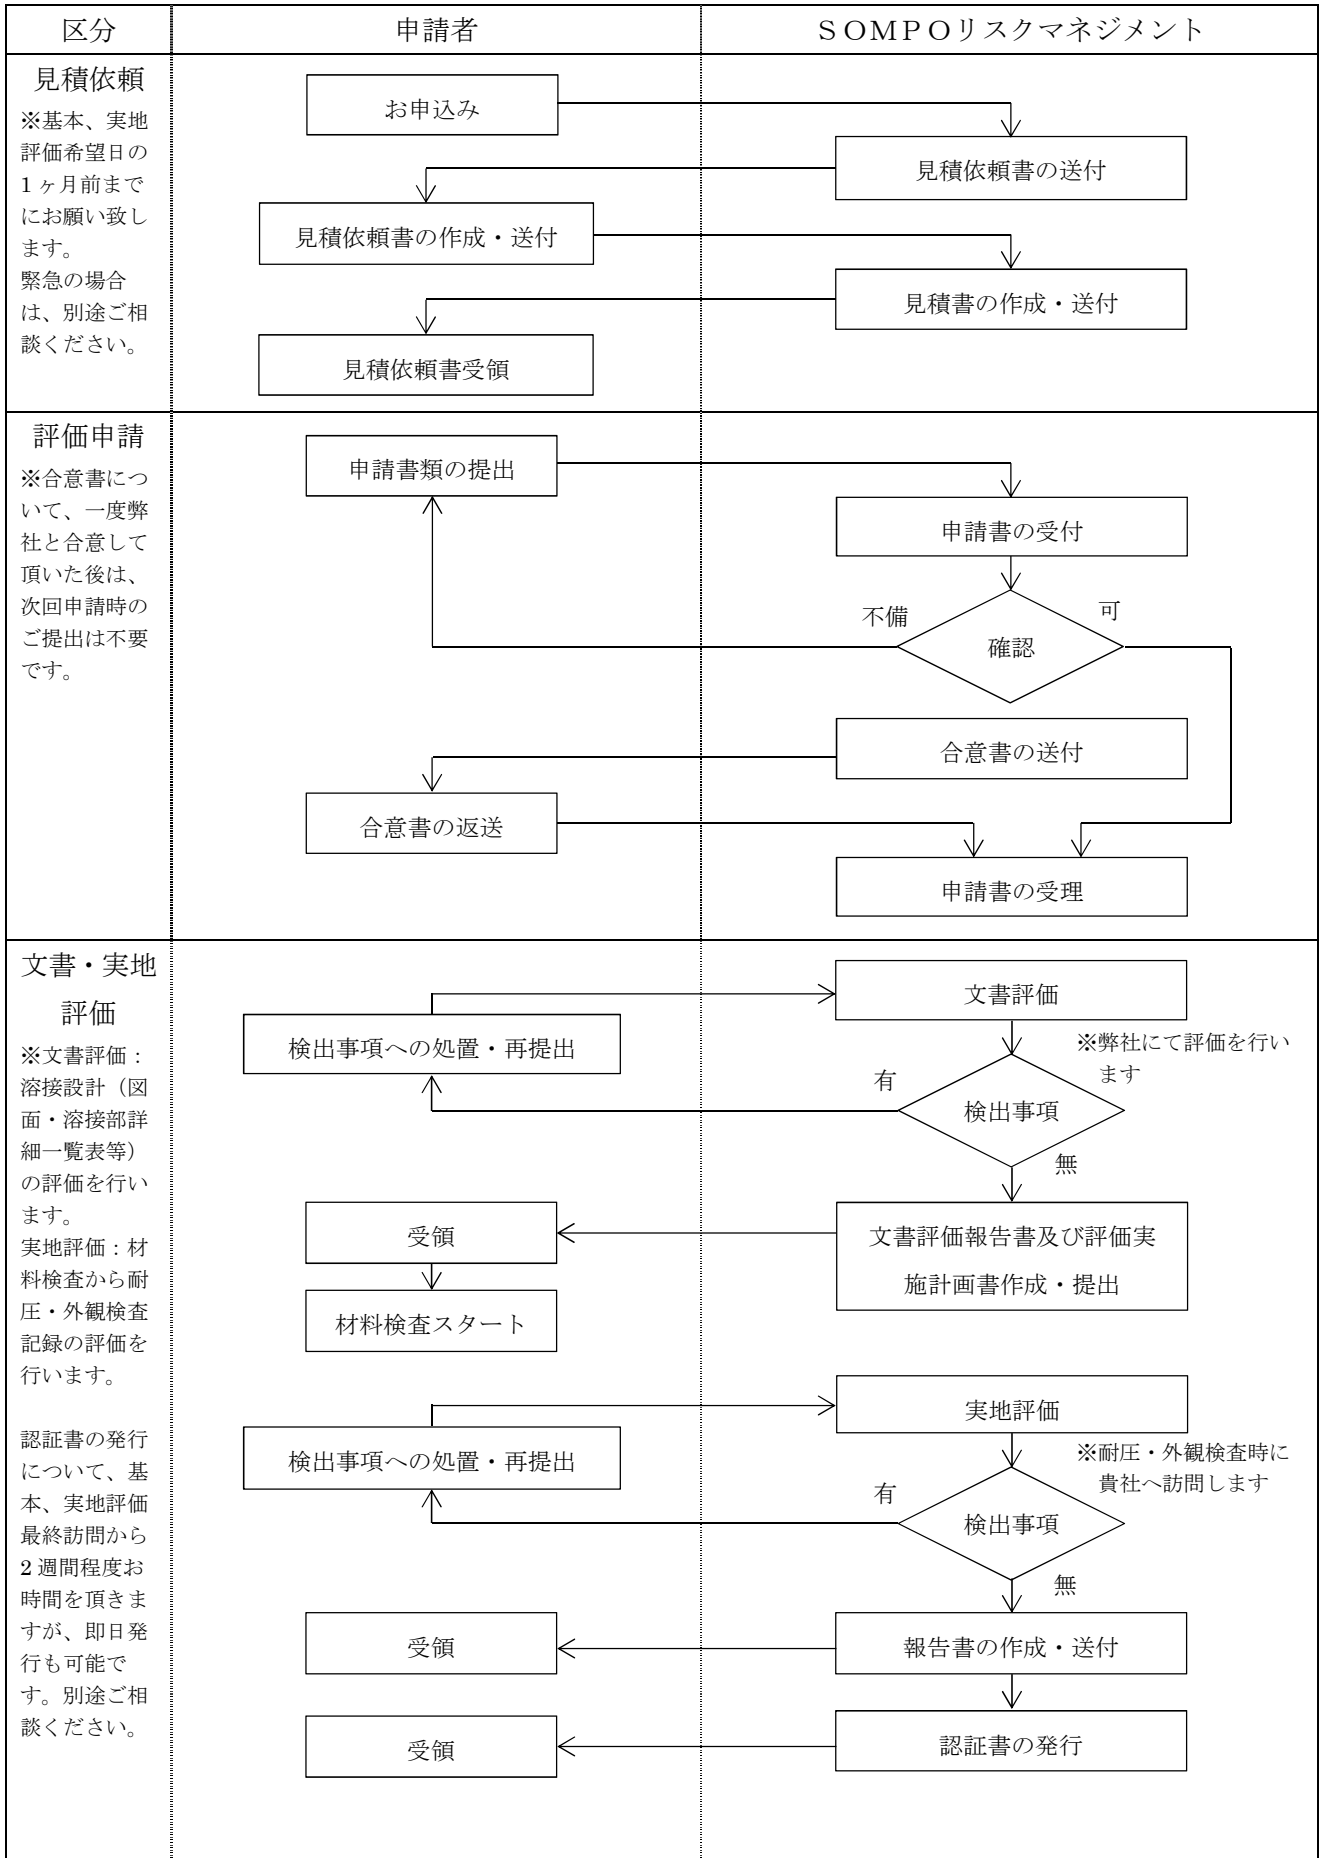 区分
申請者
ＳＯＭＰＯリスクマネジメント
見積依頼
※基本、実地
評価希望日の
1ヶ月前まで
にお願い致し
ます。
緊急の場合
は、別途ご相
談ください。
お申込み
見積依頼書の送付
見積依頼書の作成・送付
見積書の作成・送付
見積依頼書受領
評価申請
※合意書につ
いて、一度弊
社と合意して
頂いた後は、
次回申請時の
ご提出は不要
です。
申請書類の提出
申請書の受付
不備
可
確認
合意書の送付
合意書の返送
申請書の受理
文書・実地
評価
※文書評価：
溶接設計（図
面・溶接部詳
細一覧表等）
の評価を行い
ます。
実地評価：材
料検査から耐
圧・外観検査
記録の評価を
行います。
認証書の発行
について、基
本、実地評価
最終訪問から
2週間程度お
時間を頂きま
すが、即日発
行も可能で
す。別途ご相
談ください。
文書評価
検出事項への処置・再提出
※弊社にて評価を行い
ます
有
検出事項
無
受領
文書評価報告書及び評価実
施計画書作成・提出
材料検査スタート
実地評価
検出事項への処置・再提出
※耐圧・外観検査時に
貴社へ訪問します
有
検出事項
無
受領
報告書の作成・送付
受領
認証書の発行